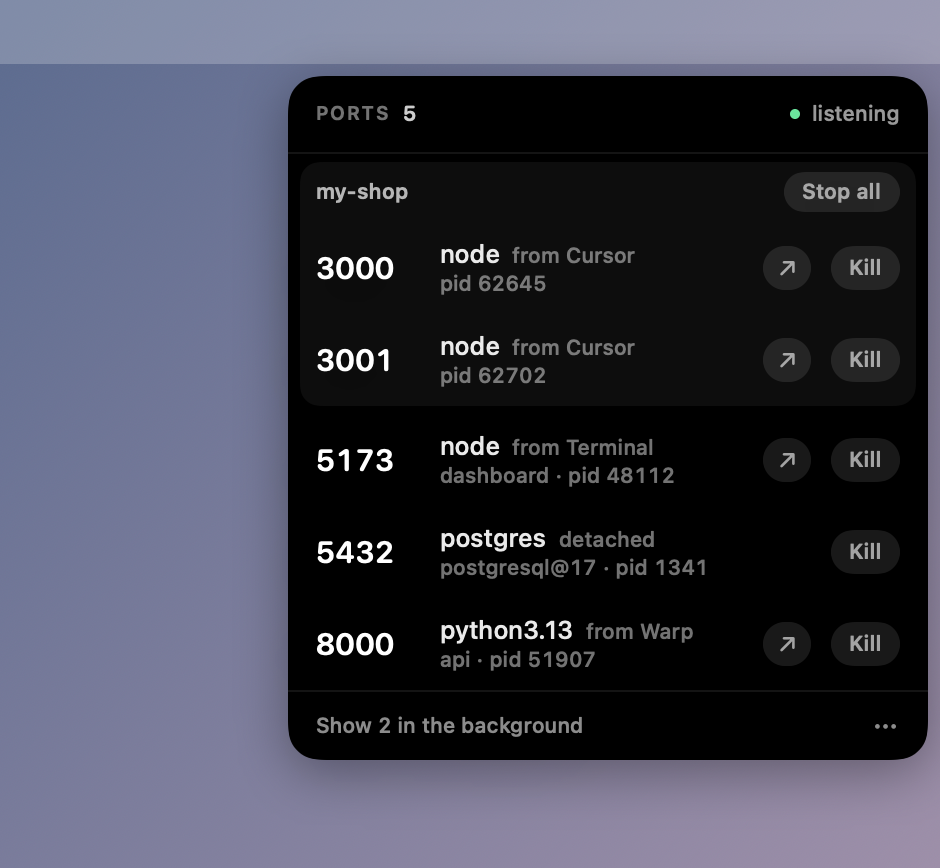 PORTS 5 listening
my-shop Stop all
3000 node from Cursor Kill
pid 62645
3001 node from Cursor Kill
pid 62702
5173 node from Terminal Kill
dashboard · pid 48112
5432 postgres detached Kill
postgresql@17 · pid 1341
8000 python3.13 from Warp Kill
api · pid 51907
Show 2 in the background